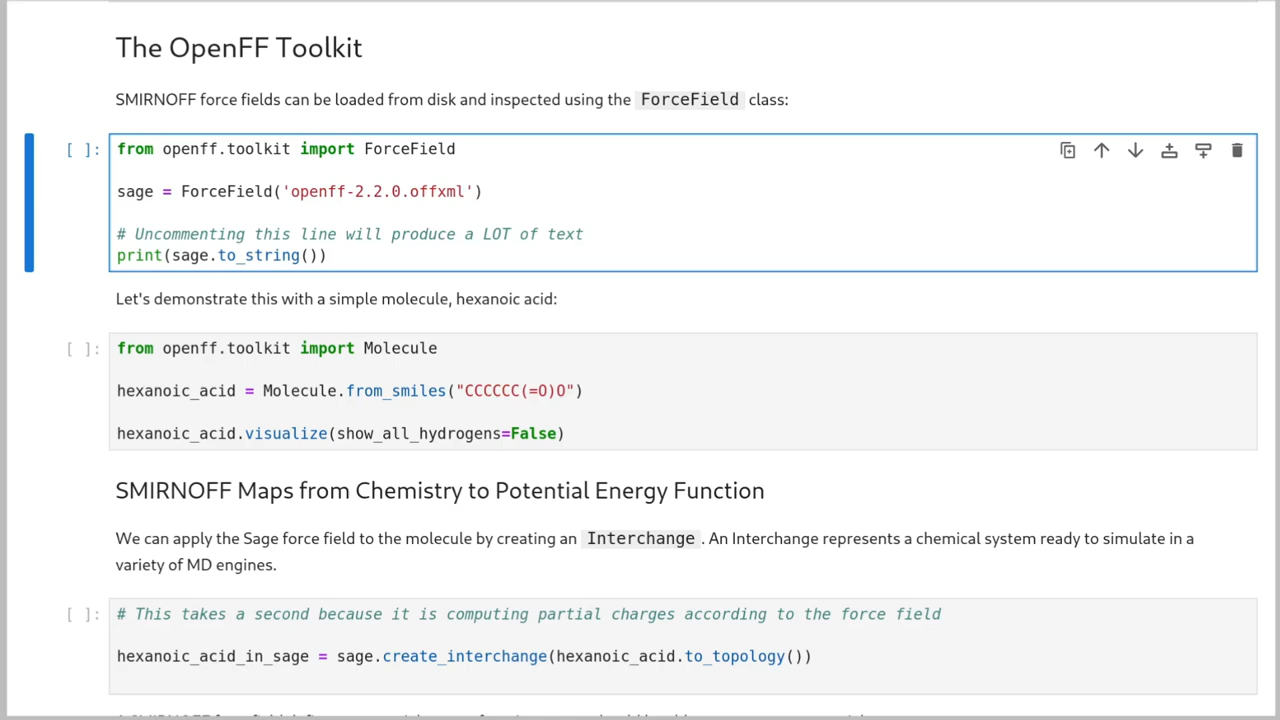 The OpenFF Toolkit
SMIRNOFF force fields can be loaded from disk and inspected using the ForceField class:
[ ]: from openff.toolkit import ForceField
sage = ForceField('openff-2.2.0.offxml')
# Uncommenting this line will produce a LOT of text
print(sage.to_string())
Let's demonstrate this with a simple molecule, hexanoic acid:
[ ]: from openff.toolkit import Molecule
hexanoic_acid = Molecule.from_smiles("CCCCCC(=O)O")
hexanoic_acid.visualize(show_all_hydrogens=False)
SMIRNOFF Maps from Chemistry to Potential Energy Function
We can apply the Sage force field to the molecule by creating an Interchange. An Interchange represents a chemical system ready to simulate in a
variety of MD engines.
[ ]: # This takes a second because it is computing partial charges according to the force field
hexanoic_acid_in_sage = sage.create_interchange(hexanoic_acid.to_topology())